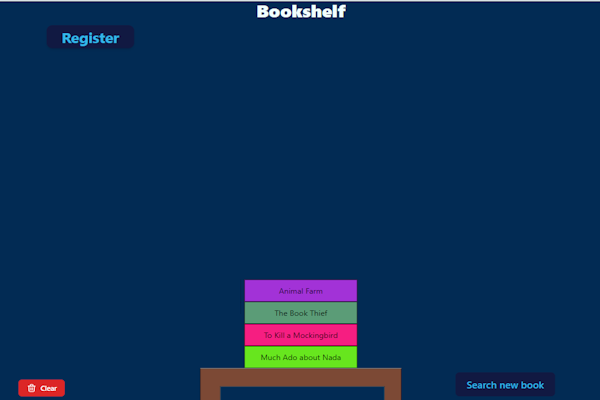 Bookshelf
Register
Animal Farm
The Book Thief
To Kill a Mockingbird
Much Ado about Nada
Clear
Search new book